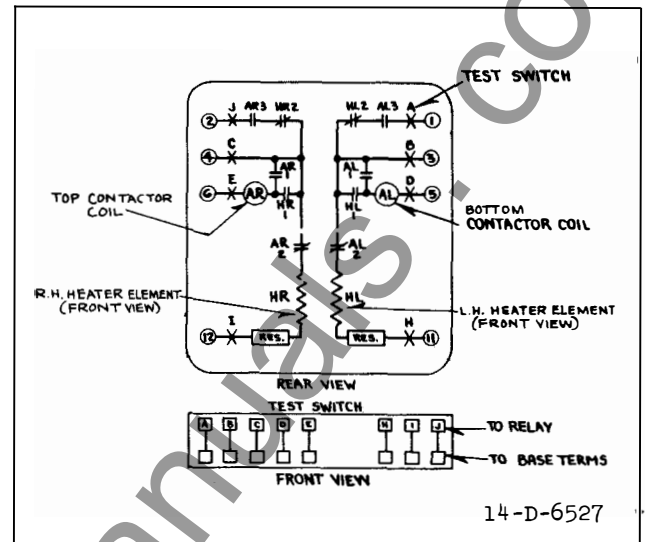 TEST SWITCH
J AR3 HR2 HL2 AL3 A
2 1
C B
4 3
AR 1 AL 1
E D
6 AR HR 1 HL 1 AL 5
TOP CONTACTOR COIL
BOTTOM CONTACTOR COIL
AR 2 AL 2
HR HL
R.H. HEATER ELEMENT
(FRONT VIEW)
L.H. HEATER ELEMENT
(FRONT VIEW)
I H
12 RES. RES. 11
REAR VIEW
TEST SWITCH
A B C D E H I J TO RELAY
TO BASE TERMS
FRONT VIEW
14-D-6527
manuals.co